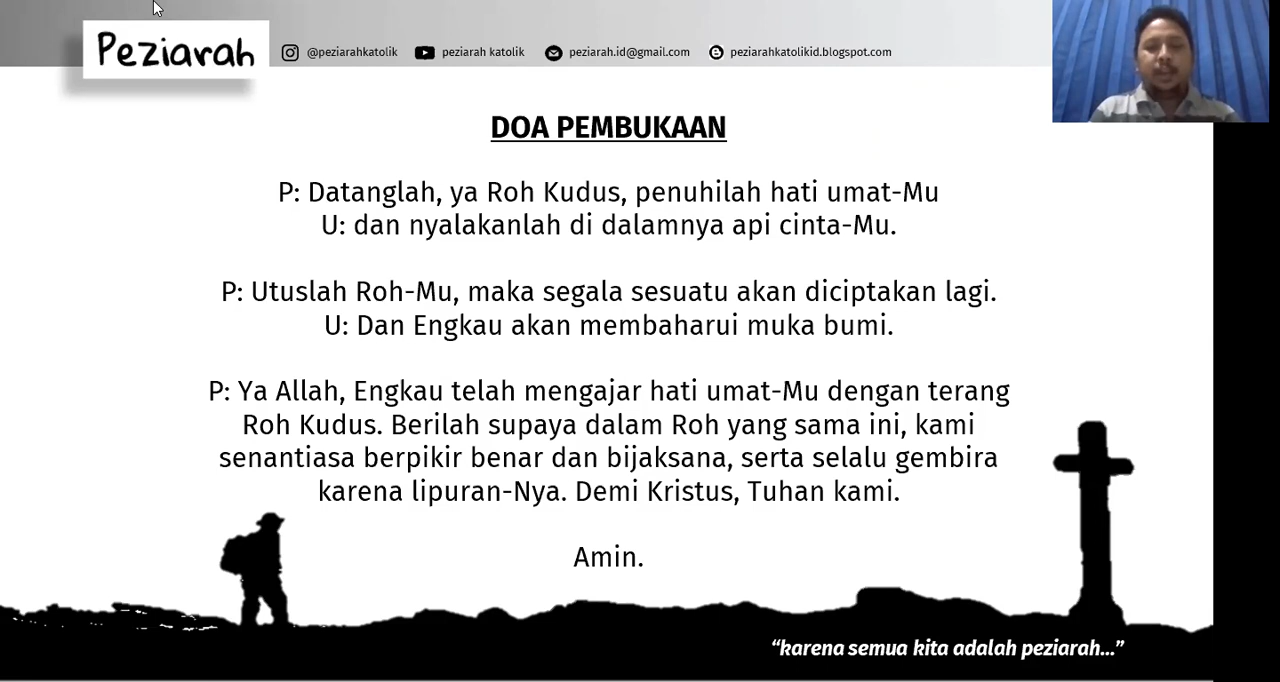 Peziarah
@peziarahkatolik
peziarah katolik
peziarah.id@gmail.com
peziarahkatolikid.blogspot.com
DOA PEMBUKAAN
P: Datanglah, ya Roh Kudus, penuhilah hati umat-Mu
U: dan nyalakanlah di dalamnya api cinta-Mu.
P: Utuslah Roh-Mu, maka segala sesuatu akan diciptakan lagi.
U: Dan Engkau akan membaharui muka bumi.
P: Ya Allah, Engkau telah mengajar hati umat-Mu dengan terang
Roh Kudus. Berilah supaya dalam Roh yang sama ini, kami
senantiasa berpikir benar dan bijaksana, serta selalu gembira
karena lipuran-Nya. Demi Kristus, Tuhan kami.
Amin.
“karena semua kita adalah peziarah...”